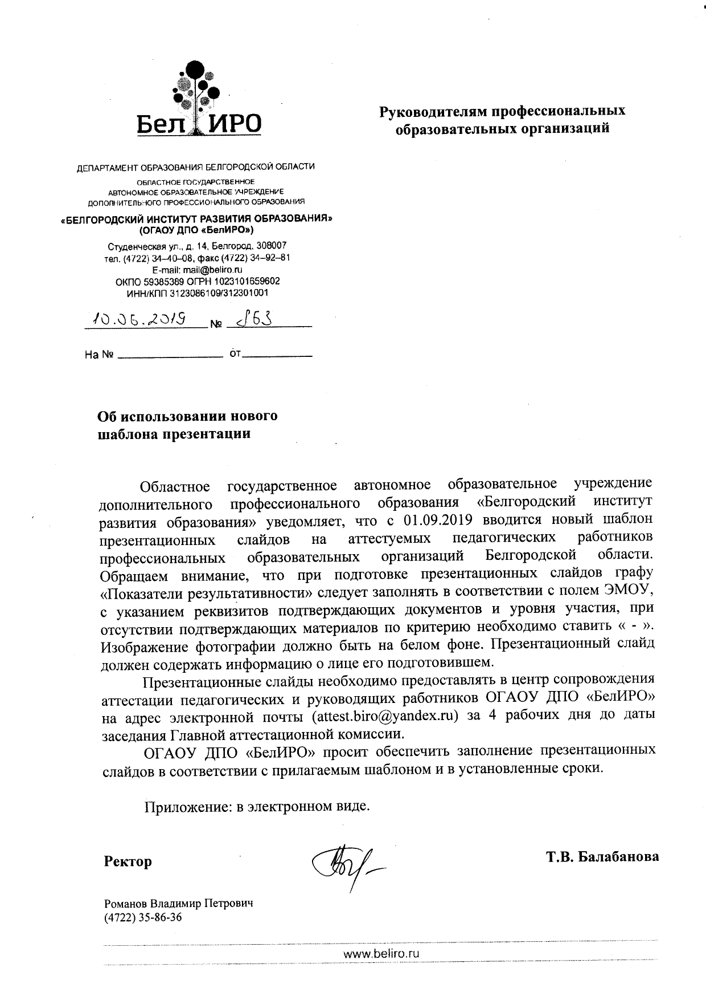 БелИРО
Руководителям профессиональных
образовательных организаций
ДЕПАРТАМЕНТ ОБРАЗОВАНИЯ БЕЛГОРОДСКОЙ ОБЛАСТИ
ОБЛАСТНОЕ ГОСУДАРСТВЕННОЕ
АВТОНОМНОЕ ОБРАЗОВАТЕЛЬНОЕ УЧРЕЖДЕНИЕ
ДОПОЛНИТЕЛЬНОГО ПРОФЕССИОНАЛЬНОГО ОБРАЗОВАНИЯ
«БЕЛГОРОДСКИЙ ИНСТИТУТ РАЗВИТИЯ ОБРАЗОВАНИЯ»
(ОГАОУ ДПО «БелИРО»)
Студенческая ул., д. 14, Белгород, 308007
тел. (4722) 34–40–08, факс (4722) 34–92–81
E-mail: mail@beliro.ru
ОКПО 59385389 ОГРН 1023101659602
ИНН/КПП 3123086109/312301001
10.06.2019 № 863
На № от
Об использовании нового
шаблона презентации
Областное государственное автономное образовательное учреждение
дополнительного профессионального образования «Белгородский институт
развития образования» уведомляет, что с 01.09.2019 вводится новый шаблон
презентационных слайдов на аттестуемых педагогических работников
профессиональных образовательных организаций Белгородской области.
Обращаем внимание, что при подготовке презентационных слайдов графу
«Показатели результативности» следует заполнять в соответствии с полем ЭМОУ,
с указанием реквизитов подтверждающих документов и уровня участия, при
отсутствии подтверждающих материалов по критерию необходимо ставить « - ».
Изображение фотографии должно быть на белом фоне. Презентационный слайд
должен содержать информацию о лице его подготовившем.
Презентационные слайды необходимо предоставлять в центр сопровождения
аттестации педагогических и руководящих работников ОГАОУ ДПО «БелИРО»
на адрес электронной почты (attest.biro@yandex.ru) за 4 рабочих дня до даты
заседания Главной аттестационной комиссии.
ОГАОУ ДПО «БелИРО» просит обеспечить заполнение презентационных
слайдов в соответствии с прилагаемым шаблоном и в установленные сроки.
Приложение: в электронном виде.
Ректор Т.В. Балабанова
Романов Владимир Петрович
(4722) 35-86-36
www.beliro.ru